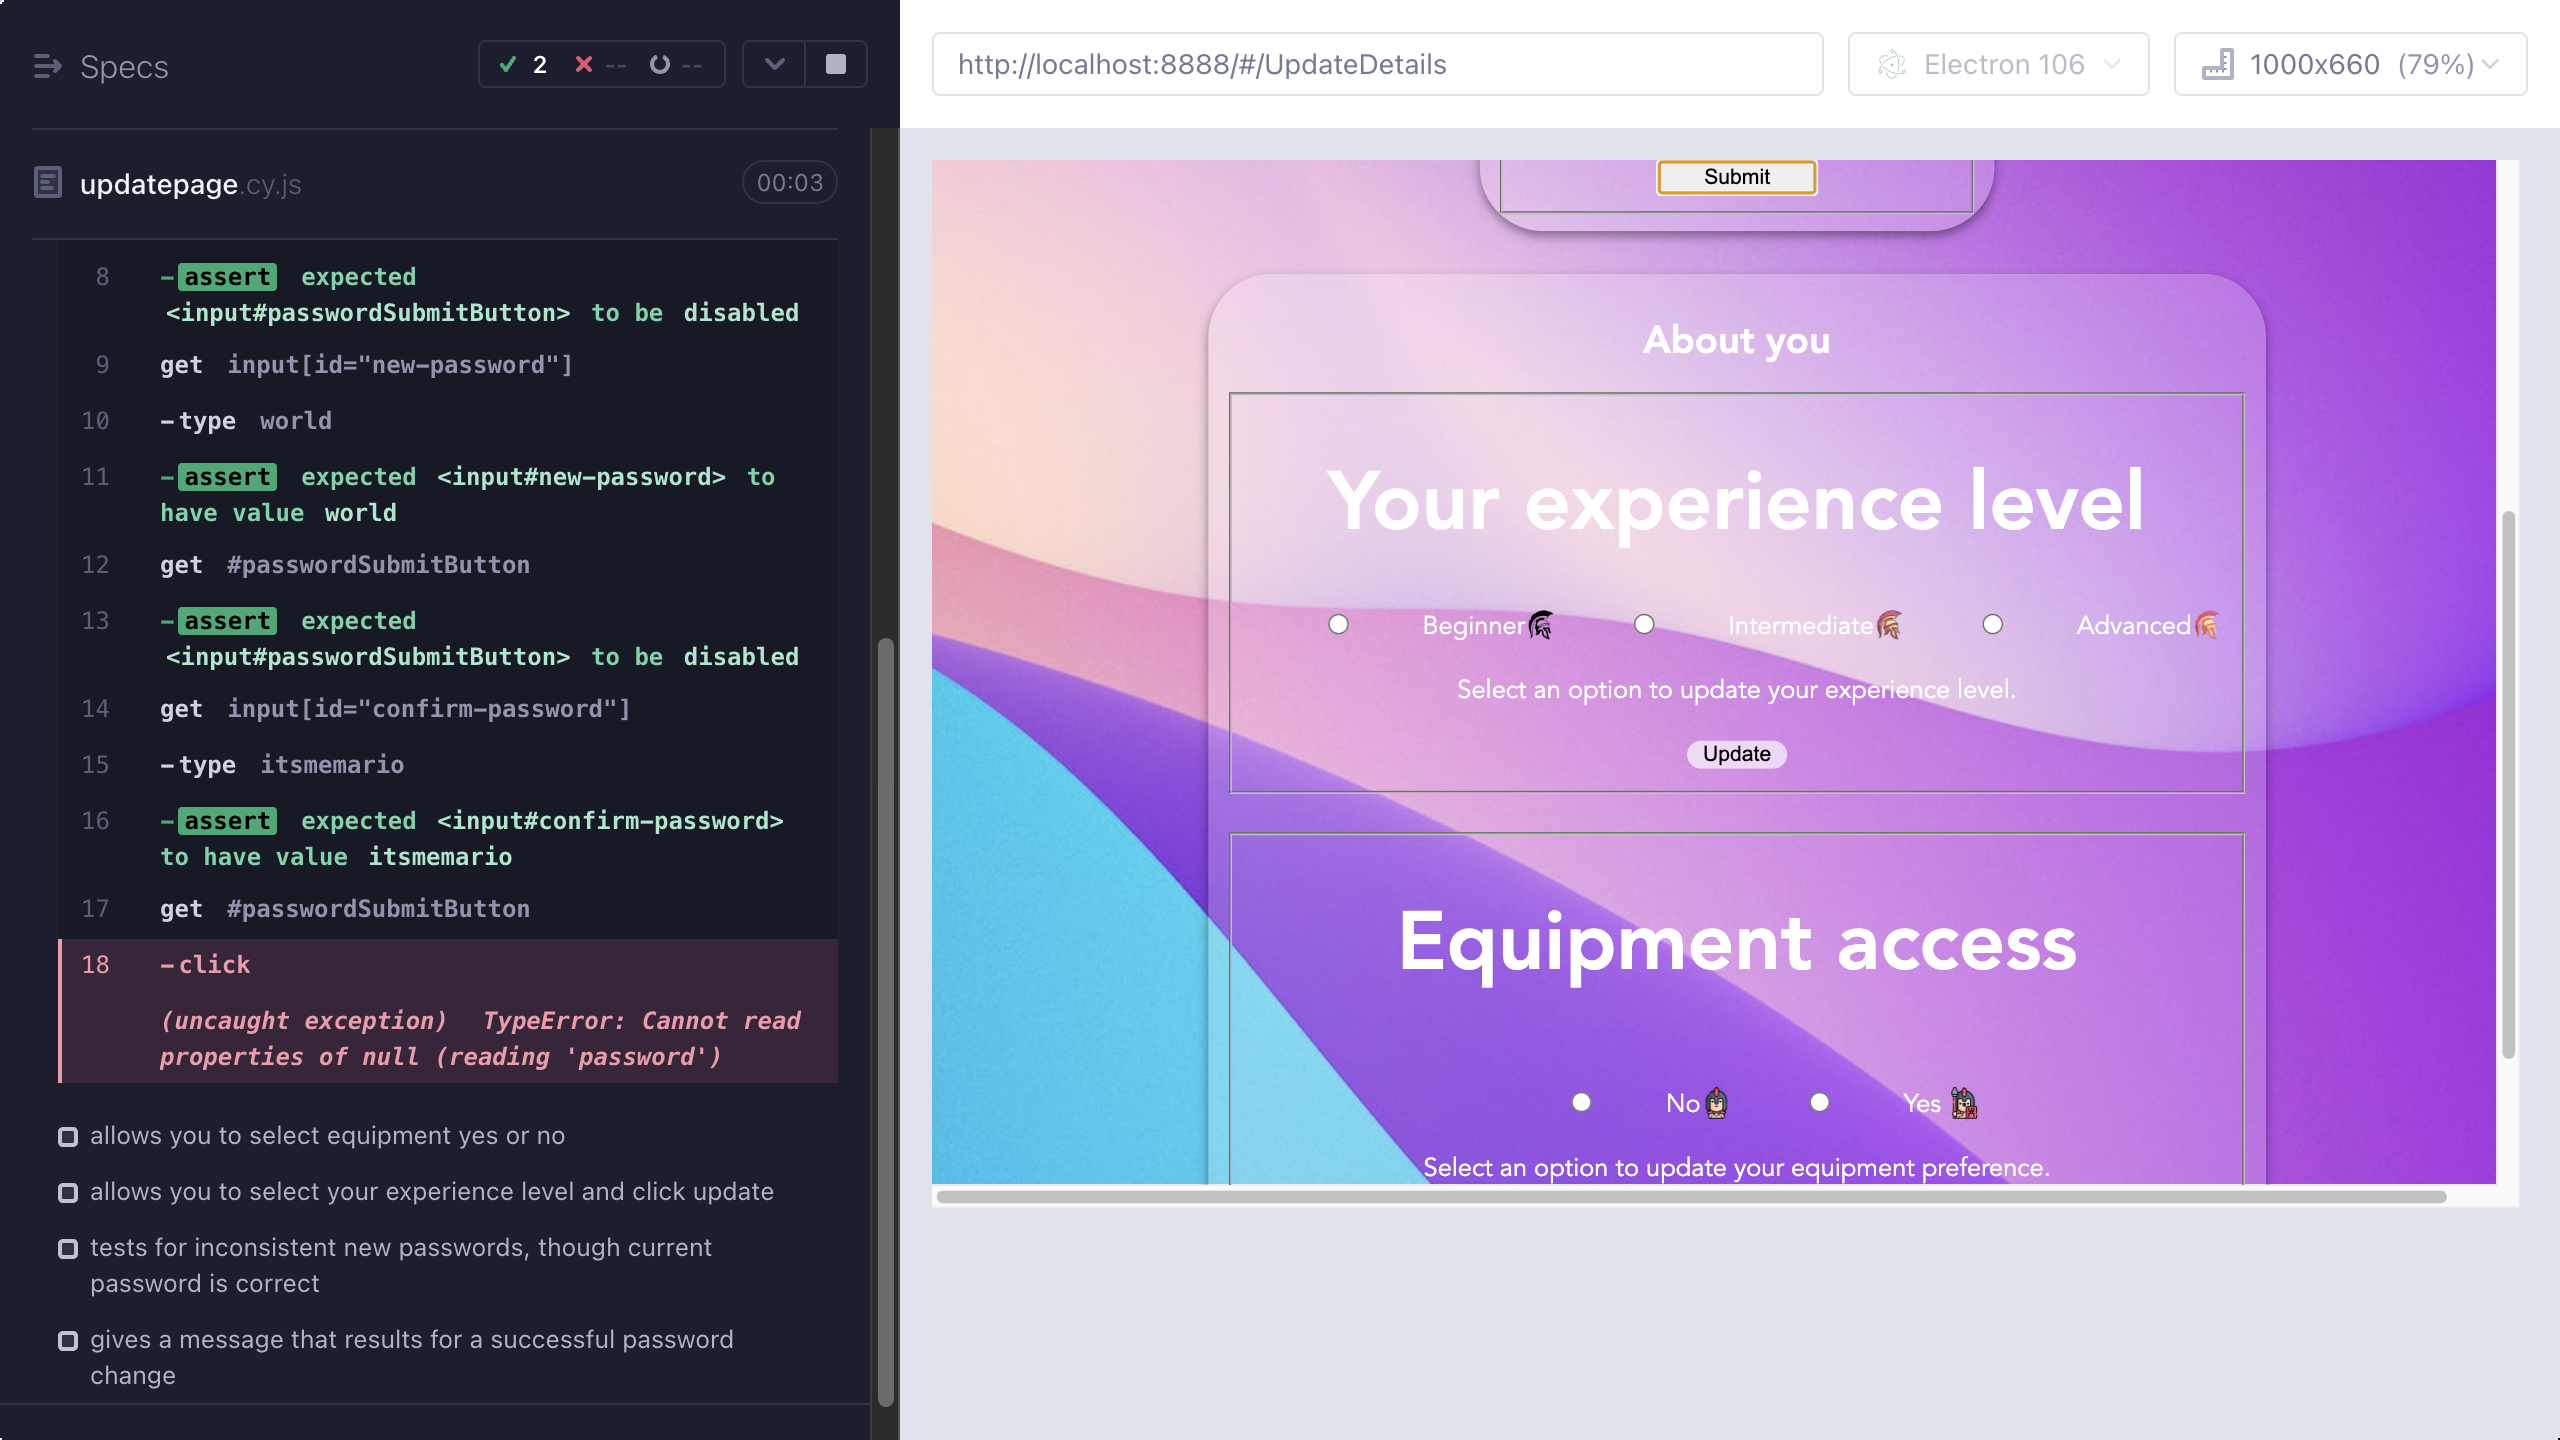 Specs
2 -- --
updatepage.cy.js
00:03
8 -assert expected
<input#passwordSubmitButton> to be disabled
9 get input[id="new-password"]
10 -type world
11 -assert expected <input#new-password> to
have value world
12 get #passwordSubmitButton
13 -assert expected
<input#passwordSubmitButton> to be disabled
14 get input[id="confirm-password"]
15 -type itsmemario
16 -assert expected <input#confirm-password>
to have value itsmemario
17 get #passwordSubmitButton
18 -click
(uncaught exception) TypeError: Cannot read
properties of null (reading 'password')
allows you to select equipment yes or no
allows you to select your experience level and click update
tests for inconsistent new passwords, though current
password is correct
gives a message that results for a successful password
change
http://localhost:8888/#/UpdateDetails
Electron 106
1000x660 (79%)
Submit
About you
Your experience level
Beginner Intermediate Advanced
Select an option to update your experience level.
Update
Equipment access
No Yes
Select an option to update your equipment preference.